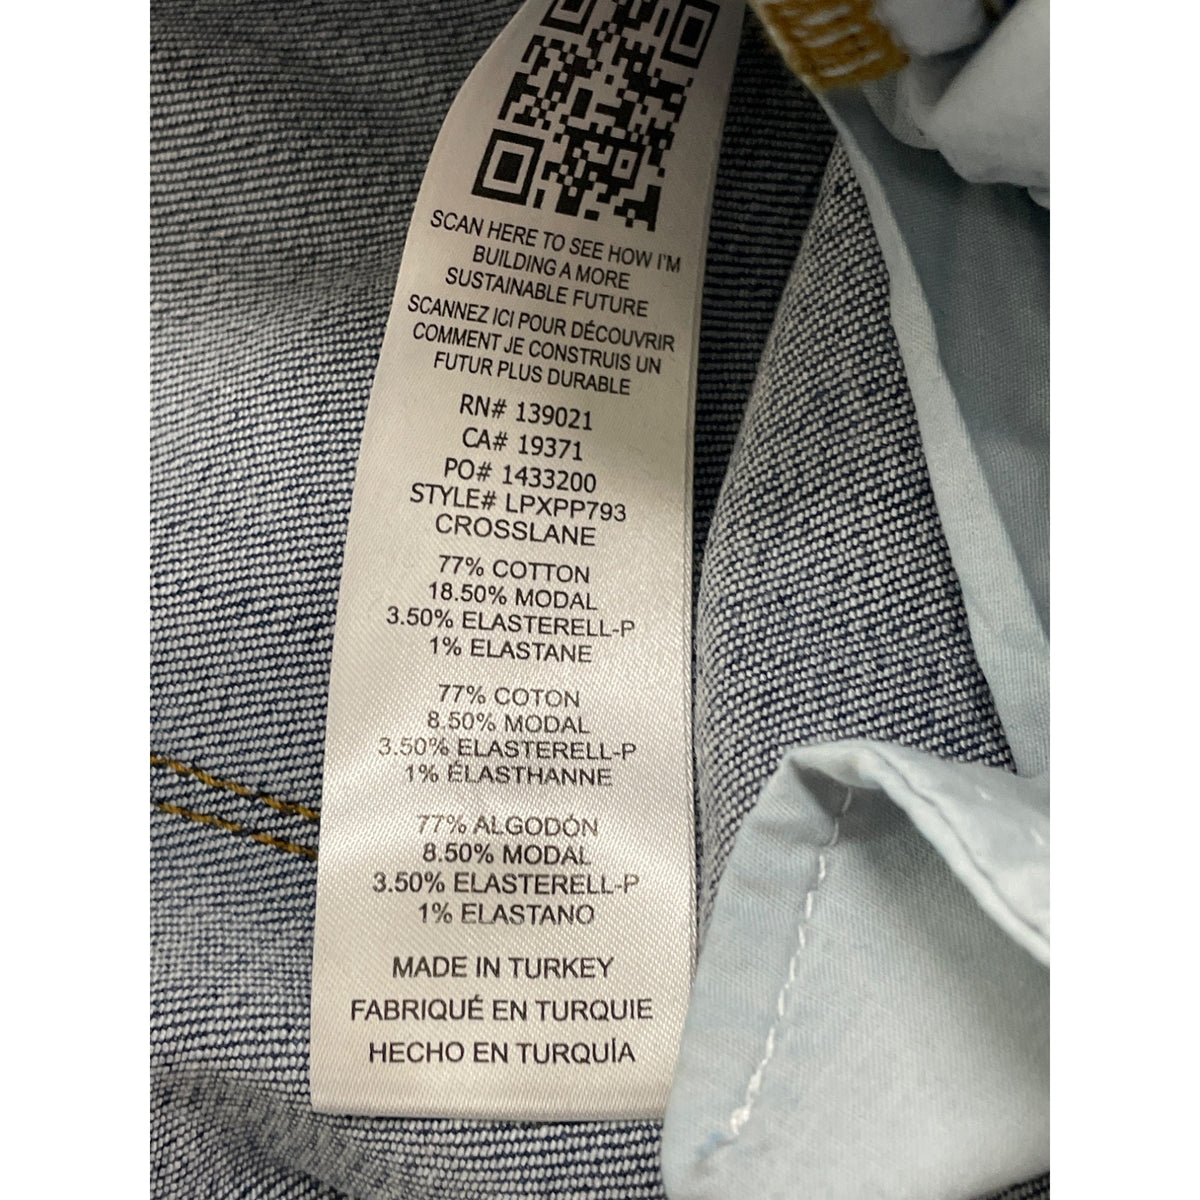 SCAN HERE TO SEE HOW I'M
BUILDING A MORE
SUSTAINABLE FUTURE
SCANNEZ ICI POUR DÉCOUVRIR
COMMENT JE CONSTRUIS UN
FUTUR PLUS DURABLE
RN# 139021
CA# 19371
PO# 1433200
STYLE# LPXPP793
CROSSLANE
77% COTTON
18.50% MODAL
3.50% ELASTERELL-P
1% ELASTANE
77% COTON
8.50% MODAL
3.50% ELASTERELL-P
1% ÉLASTHANNE
77% ALGODÓN
8.50% MODAL
3.50% ELASTERELL-P
1% ELASTANO
MADE IN TURKEY
FABRIQUÉ EN TURQUIE
HECHO EN TURQUÍA